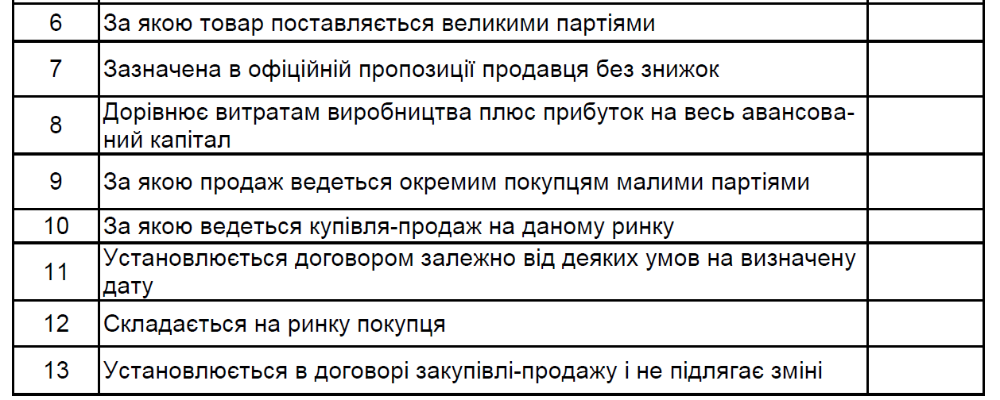 6 За якою товар поставляється великими партіями
7 Зазначена в офіційній пропозиції продавця без знижок
8 Дорівнює витратам виробництва плюс прибуток на весь авансова-
ний капітал
9 За якою продаж ведеться окремим покупцям малими партіями
10 За якою ведеться купівля-продаж на даному ринку
11 Установлюється договором залежно від деяких умов на визначену
дату
12 Складається на ринку покупця
13 Установлюється в договорі закупівлі-продажу і не підлягає зміні